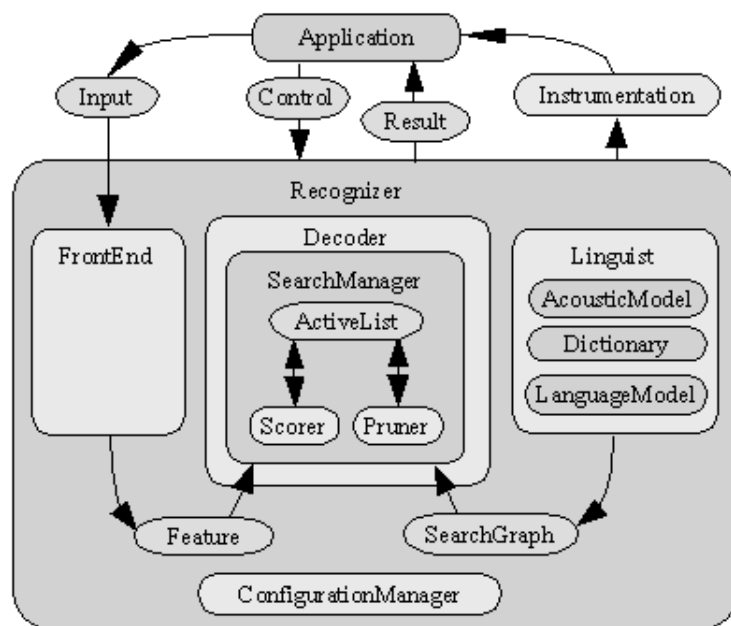 Application
Input
Control
Result
Instrumentation
Recognizer
FrontEnd
Decoder
SearchManager
ActiveList
Scorer
Pruner
Linguist
AcousticModel
Dictionary
LanguageModel
Feature
SearchGraph
ConfigurationManager